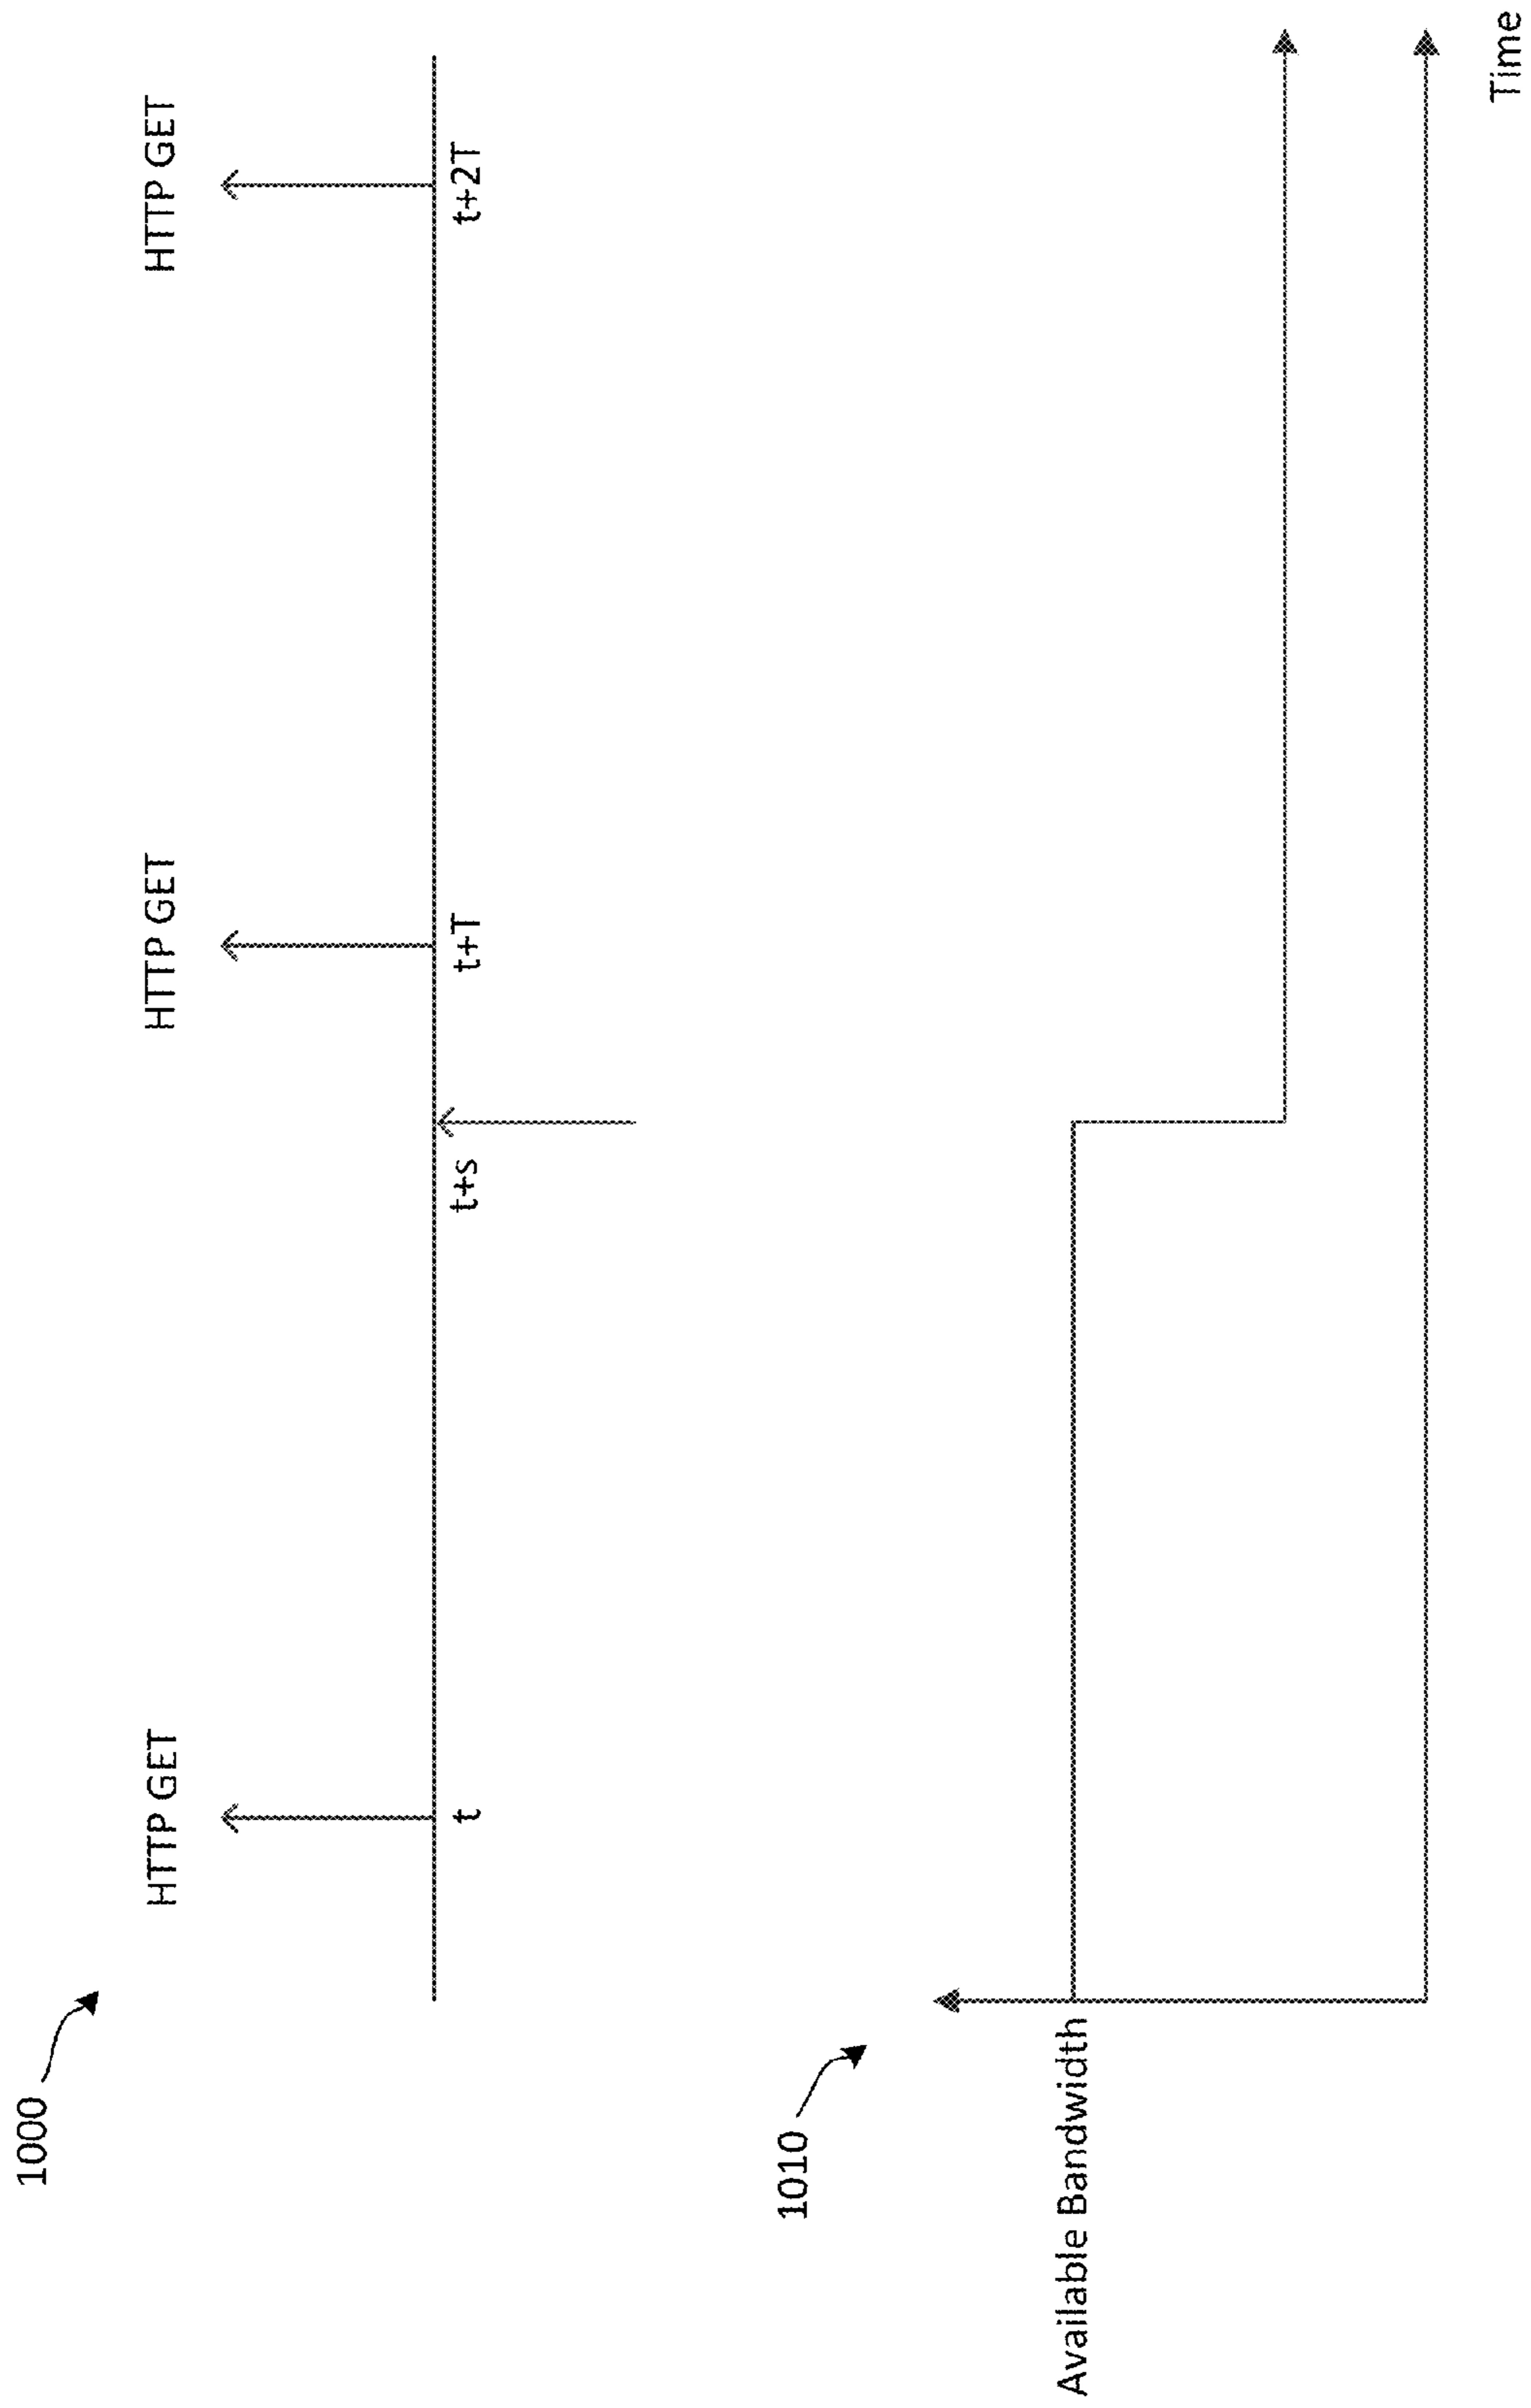 1000
HTTP GET
HTTP GET
HTTP GET
t
t+s
t+T
t+2T
1010
Available Bandwidth
Time